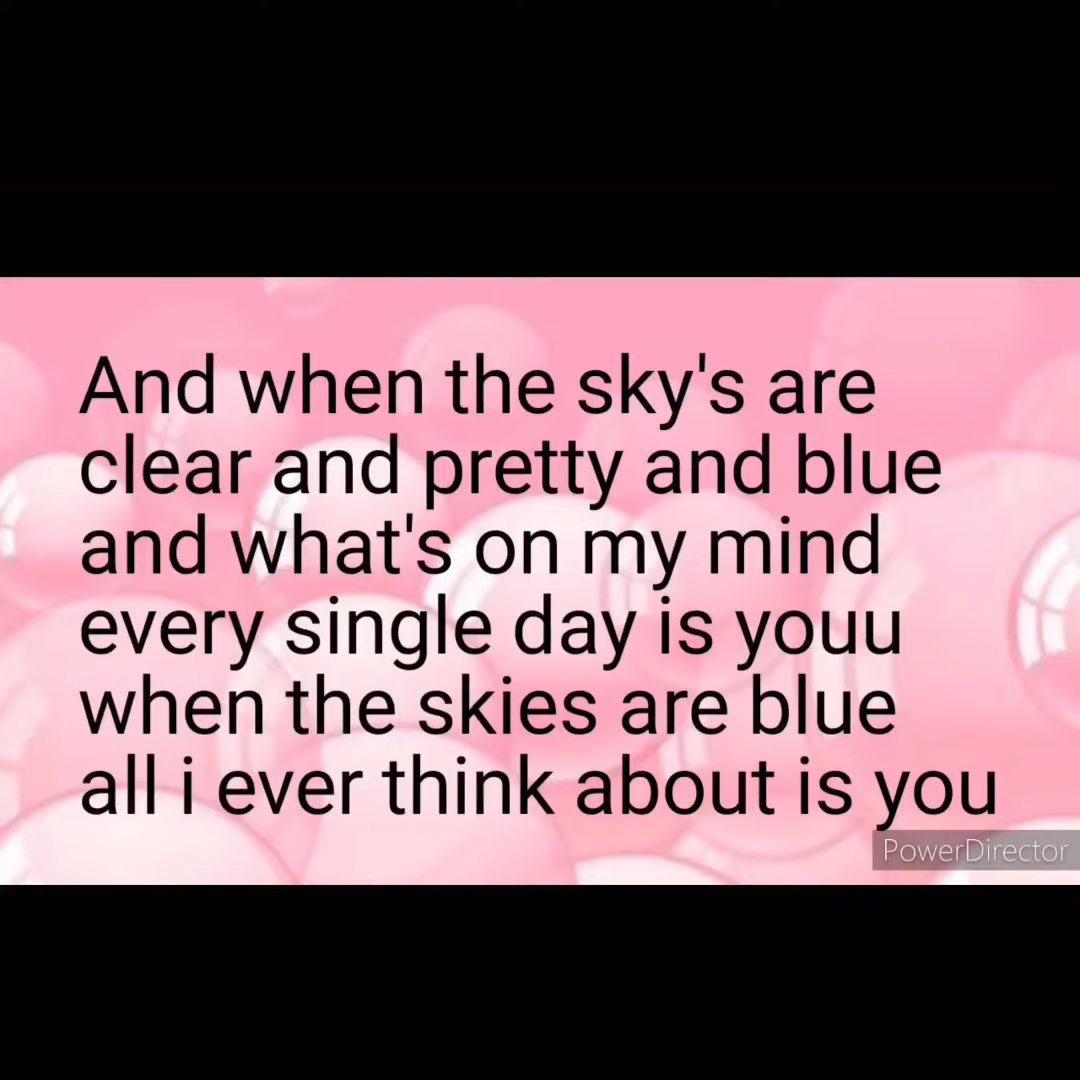 And when the sky's are
clear and pretty and blue
and what's on my mind
every single day is youu
when the skies are blue
all i ever think about is you
PowerDirector